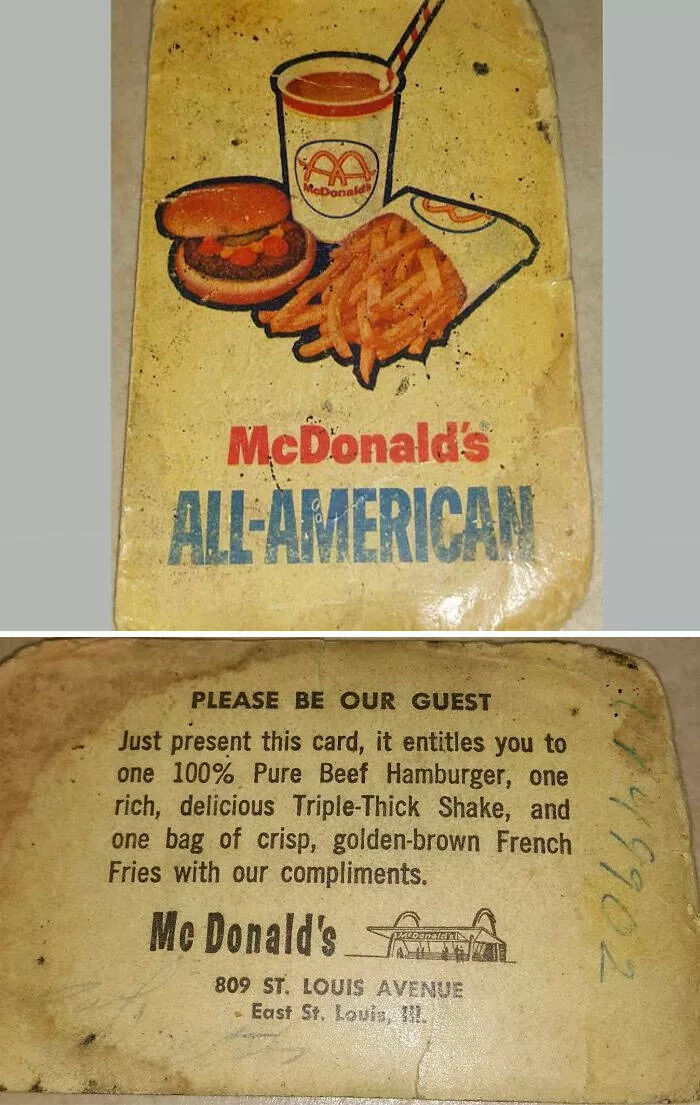 McDonald's
McDonald's®
ALL-AMERICAN
PLEASE BE OUR GUEST
Just present this card, it entitles you to
one 100% Pure Beef Hamburger, one
rich, delicious Triple-Thick Shake, and
one bag of crisp, golden-brown French
Fries with our compliments.
Mc Donald's
McDonald's
809 ST. LOUIS AVENUE
East St. Louis, Ill.